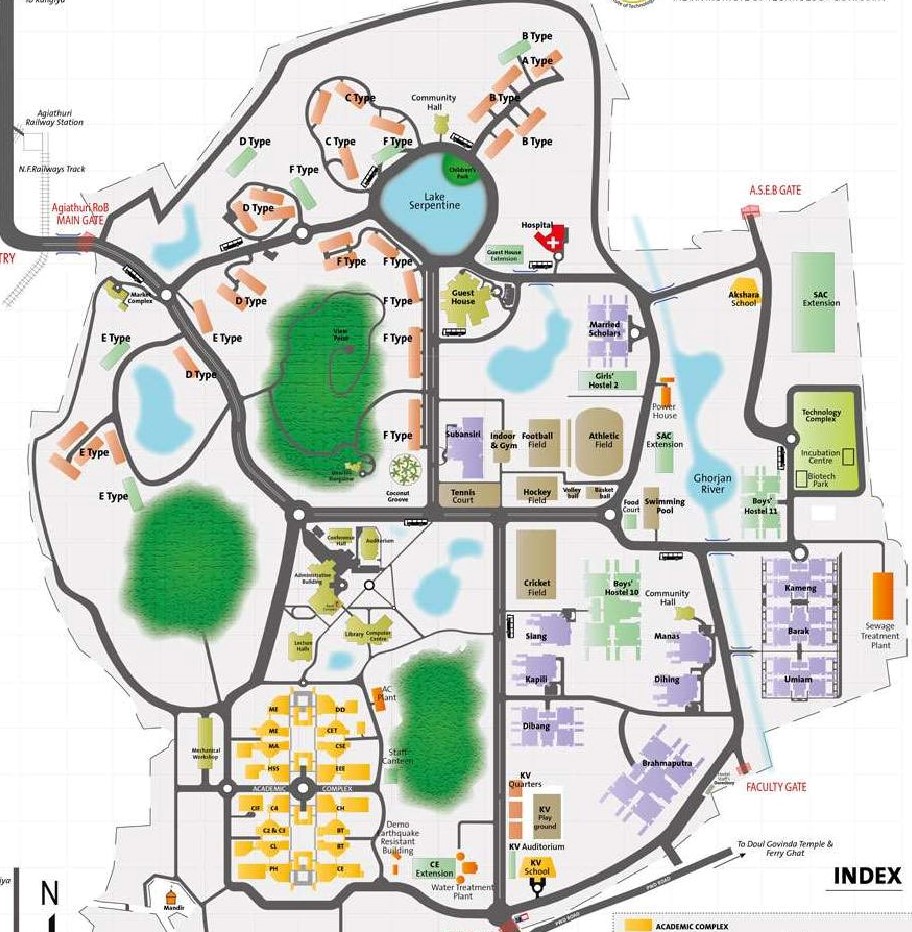 Agiathuri
Railway Station
N.F.Railways Track
Agiathuri RoB
MAIN GATE
TRY
Market
Complex
B Type
A Type
B Type
B Type
C Type
C Type
Community
Hall
D Type
F Type
F Type
D Type
Children's
Park
Lake
Serpentine
Hospital
Guest House
Extension
A.S.E.B GATE
F Type
F Type
D Type
F Type
Guest
House
Akshara
School
SAC
Extension
E Type
E Type
View
Point
F Type
Married
Scholars
D Type
Girls'
Hostel 2
Power
House
E Type
F Type
Subansiri
Indoor
& Gym
Football
Field
Athletic
Field
SAC
Extension
Technology
Complex
Incubation
Centre
Biotech
Park
Ghorjan
River
E Type
Coconut
Groove
Tennis
Court
Hockey
Field
Volley
ball
Basket
ball
Food
Court
Swimming
Pool
Boys'
Hostel 11
Conference
Hall
Auditorium
Administration
Building
Cricket
Field
Boys'
Hostel 10
Community
Hall
Kameng
Lecture
Halls
Library
Computer
Centre
Siang
Manas
Barak
Sewage
Treatment
Plant
Kapili
Dihing
Umiam
AC
Plant
Mechanical
Workshop
ME
DD
ME
CET
MA
CSE
HSS
EEE
Staff
Canteen
Dibang
Brahmaputra
ACADEMIC
COMPLEX
FACULTY GATE
CIF
C4
CH
C2 & C3
BT
CL
BT
PH
CE
Demo
Earthquake
Resistant
Building
KV
Quarters
KV
Play
ground
KV Auditorium
KV
School
CE
Extension
Water Treatment
Plant
To Doul Govinda Temple &
Ferry Ghat
PWD ROAD
PWD ROAD
Mandir
N
INDEX
ACADEMIC COMPLEX